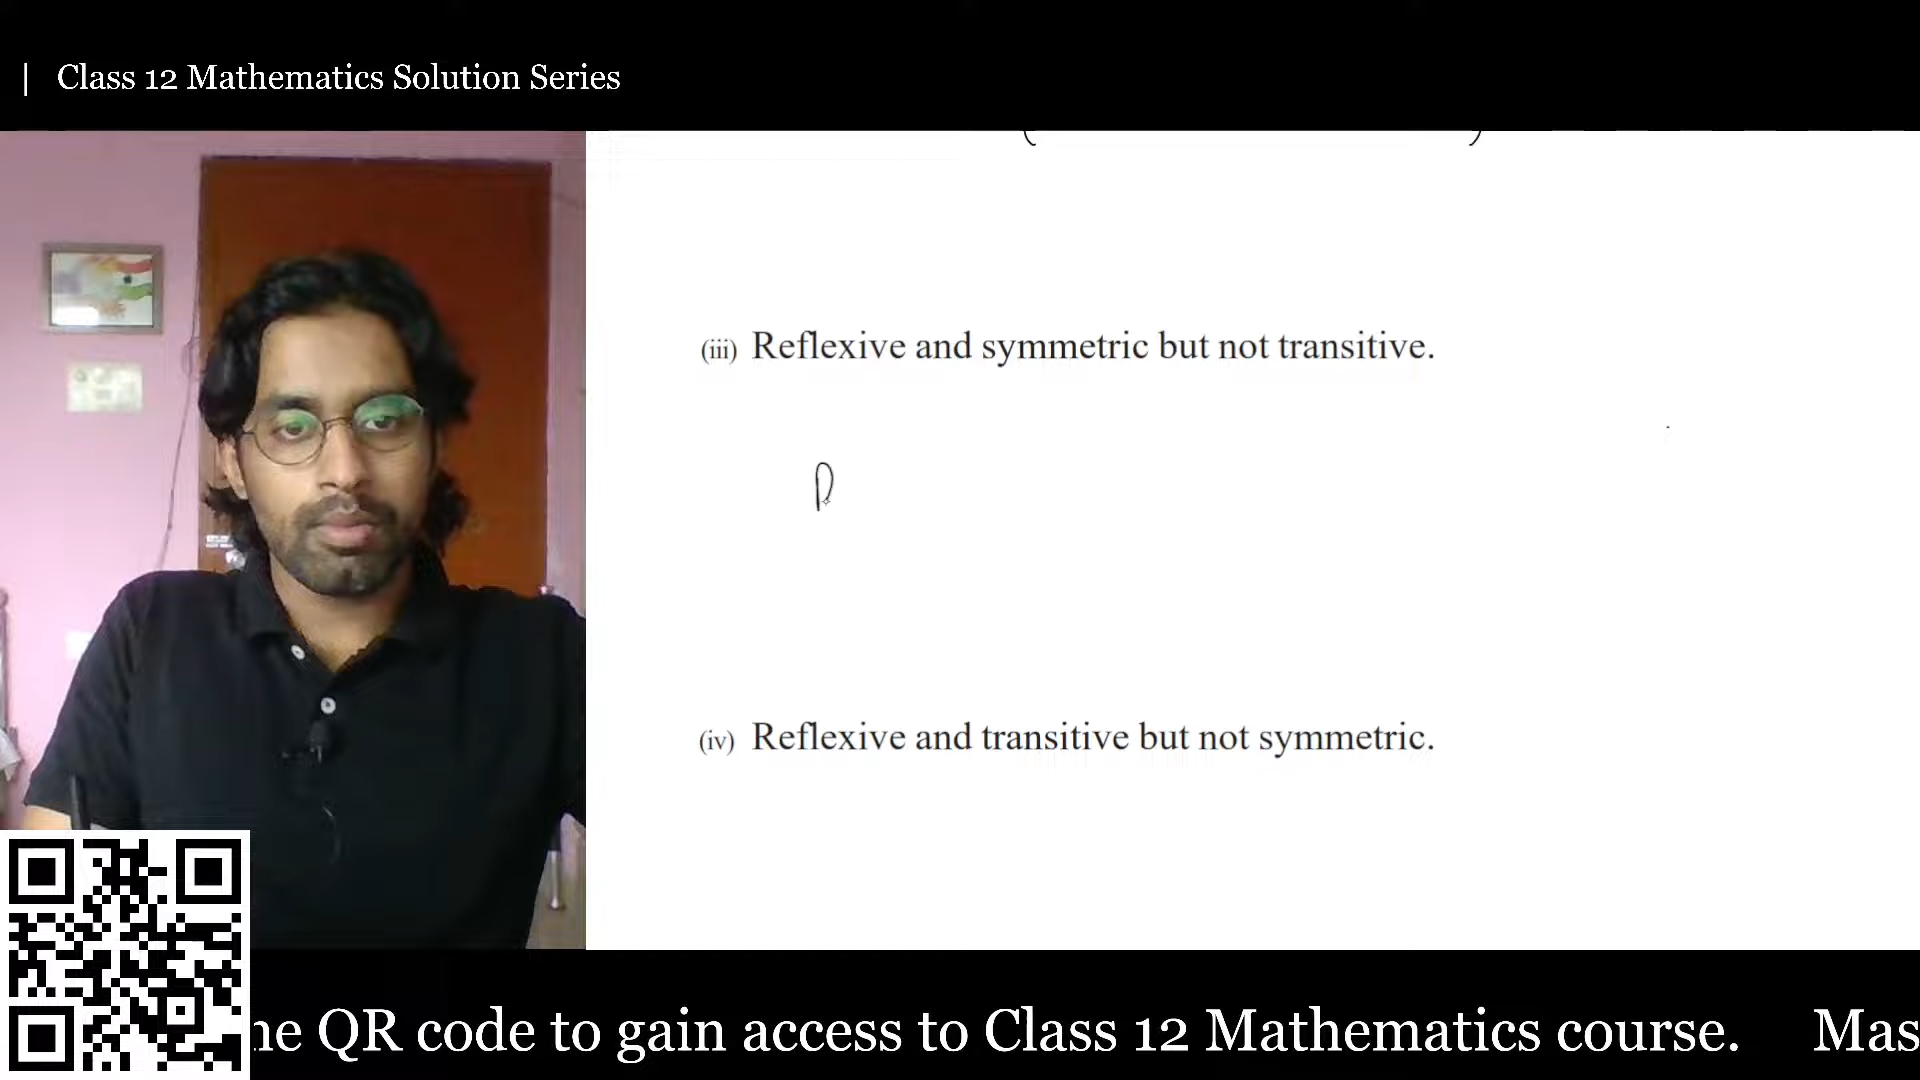 | Class 12 Mathematics Solution Series
(iii) Reflexive and symmetric but not transitive.
(iv) Reflexive and transitive but not symmetric.
QR code to gain access to Class 12 Mathematics course.